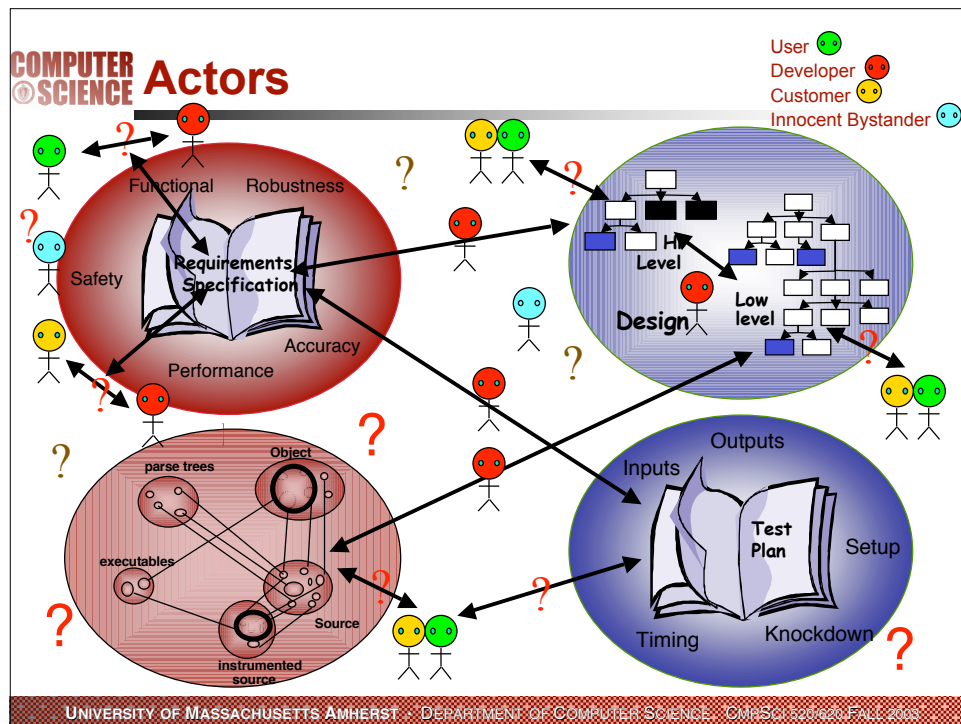 COMPUTER
SCIENCE
Actors
User
Developer
Customer
Innocent Bystander
?
?
?
?
Functional
Robustness
Safety
Requirements
Specification
Accuracy
Performance
?
?
?
?
Hi
Level
Low
level
Design
?
?
parse trees
Object
executables
Source
instrumented
source
?
?
?
Outputs
Inputs
Test
Plan
Setup
Timing
Knockdown
?
UNIVERSITY OF MASSACHUSETTS AMHERST • DEPARTMENT OF COMPUTER SCIENCE CMPSCI 520/620 FALL 2003